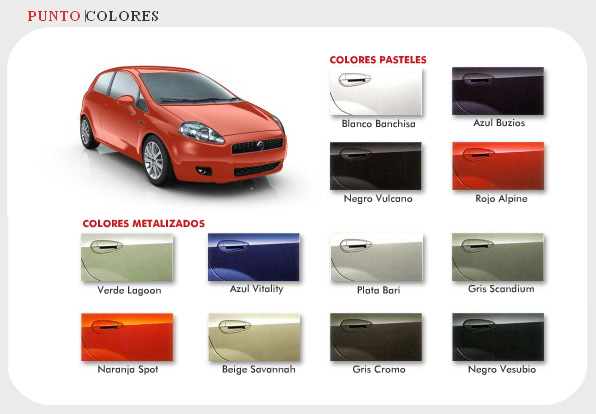 PUNTO|COLORES
COLORES PASTELES
Blanco Banchisa
Azul Buzios
Negro Vulcano
Rojo Alpine
COLORES METALIZADOS
Verde Lagoon
Azul Vitality
Plata Bari
Gris Scandium
Naranja Spot
Beige Savannah
Gris Cromo
Negro Vesubio